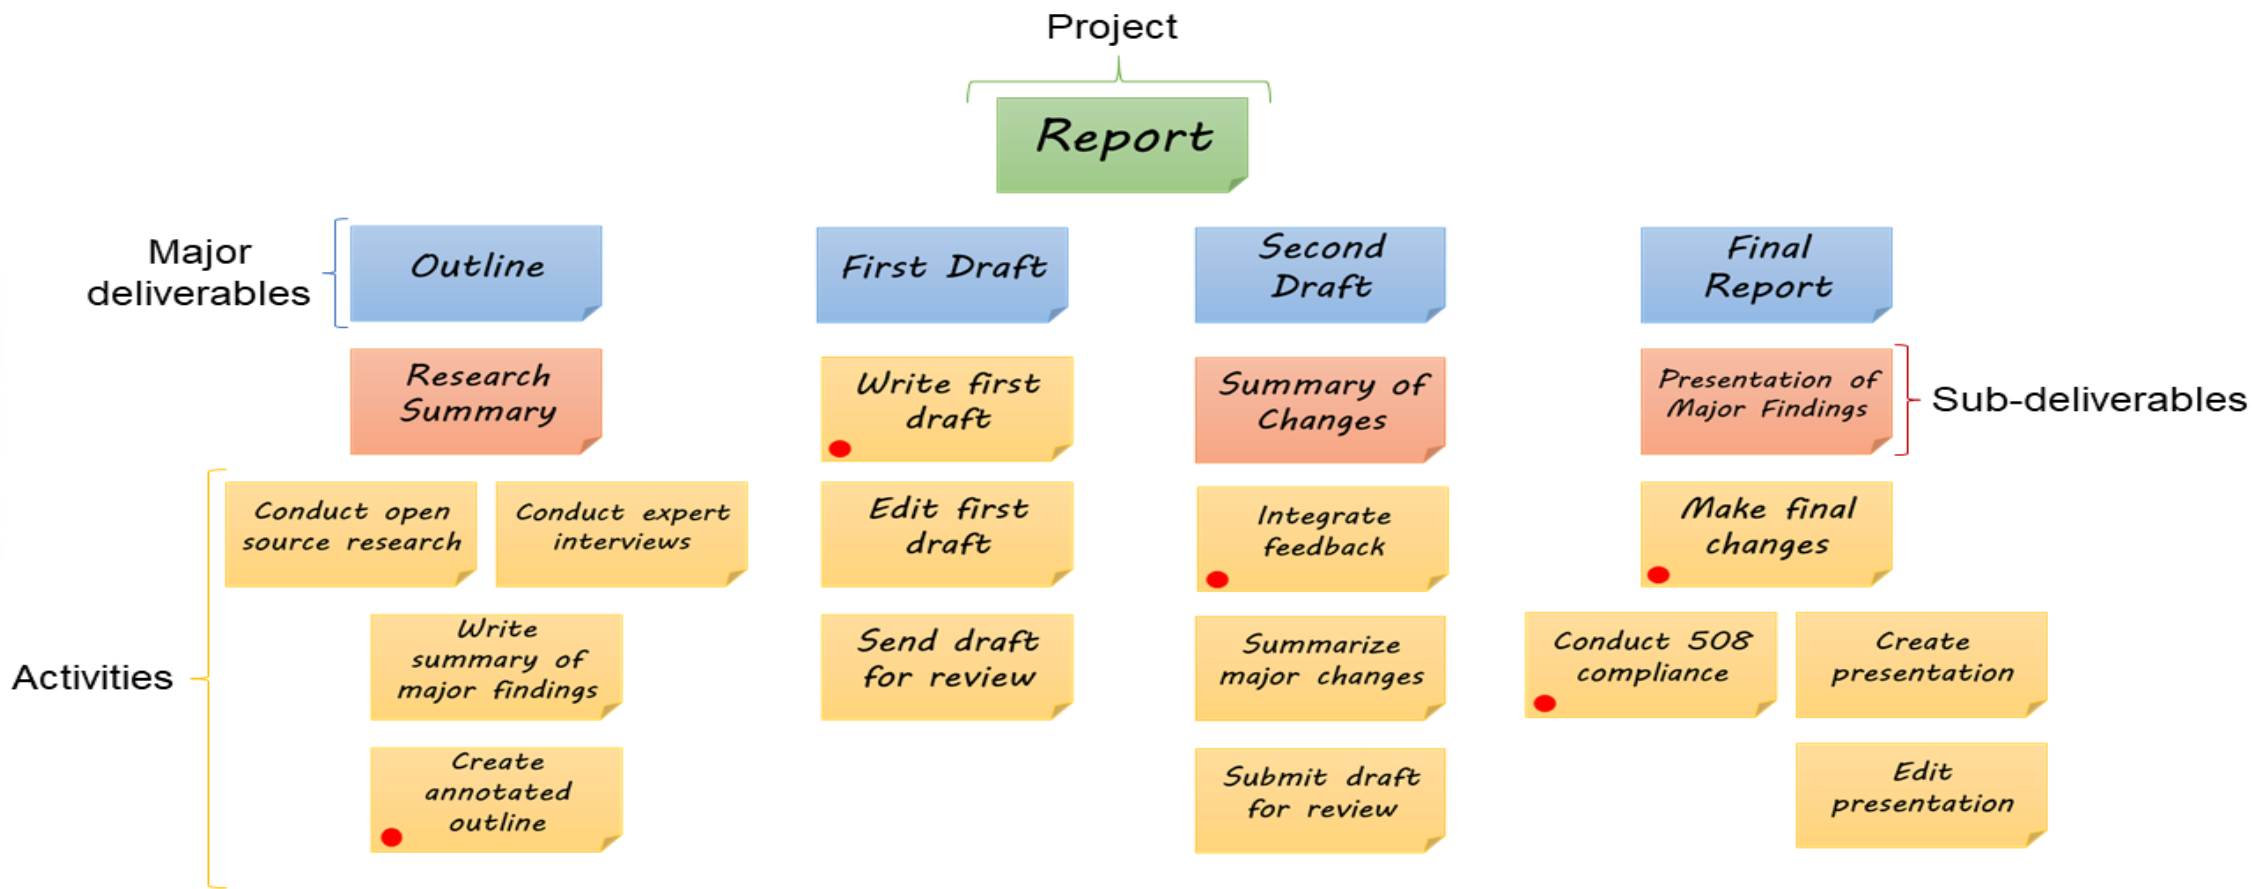 Project
Report
Major
deliverables
Outline
First Draft
Second
Draft
Final
Report
Research
Summary
Write first
draft
Summary of
Changes
Presentation of
Major Findings
Sub-deliverables
Activities
Conduct open
source research
Conduct expert
interviews
Edit first
draft
Integrate
feedback
Make final
changes
Write
summary of
major findings
Send draft
for review
Summarize
major changes
Conduct 508
compliance
Create
presentation
Create
annotated
outline
Submit draft
for review
Edit
presentation